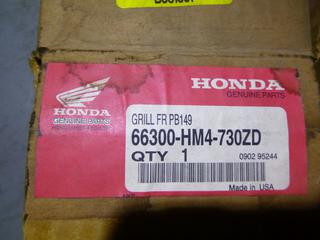 HONDA
GENUINE PARTS
HONDA
GENUINE PARTS
GRILL FR PB149
66300-HM4-730ZD
QTY 1
0902 95244
Made in USA